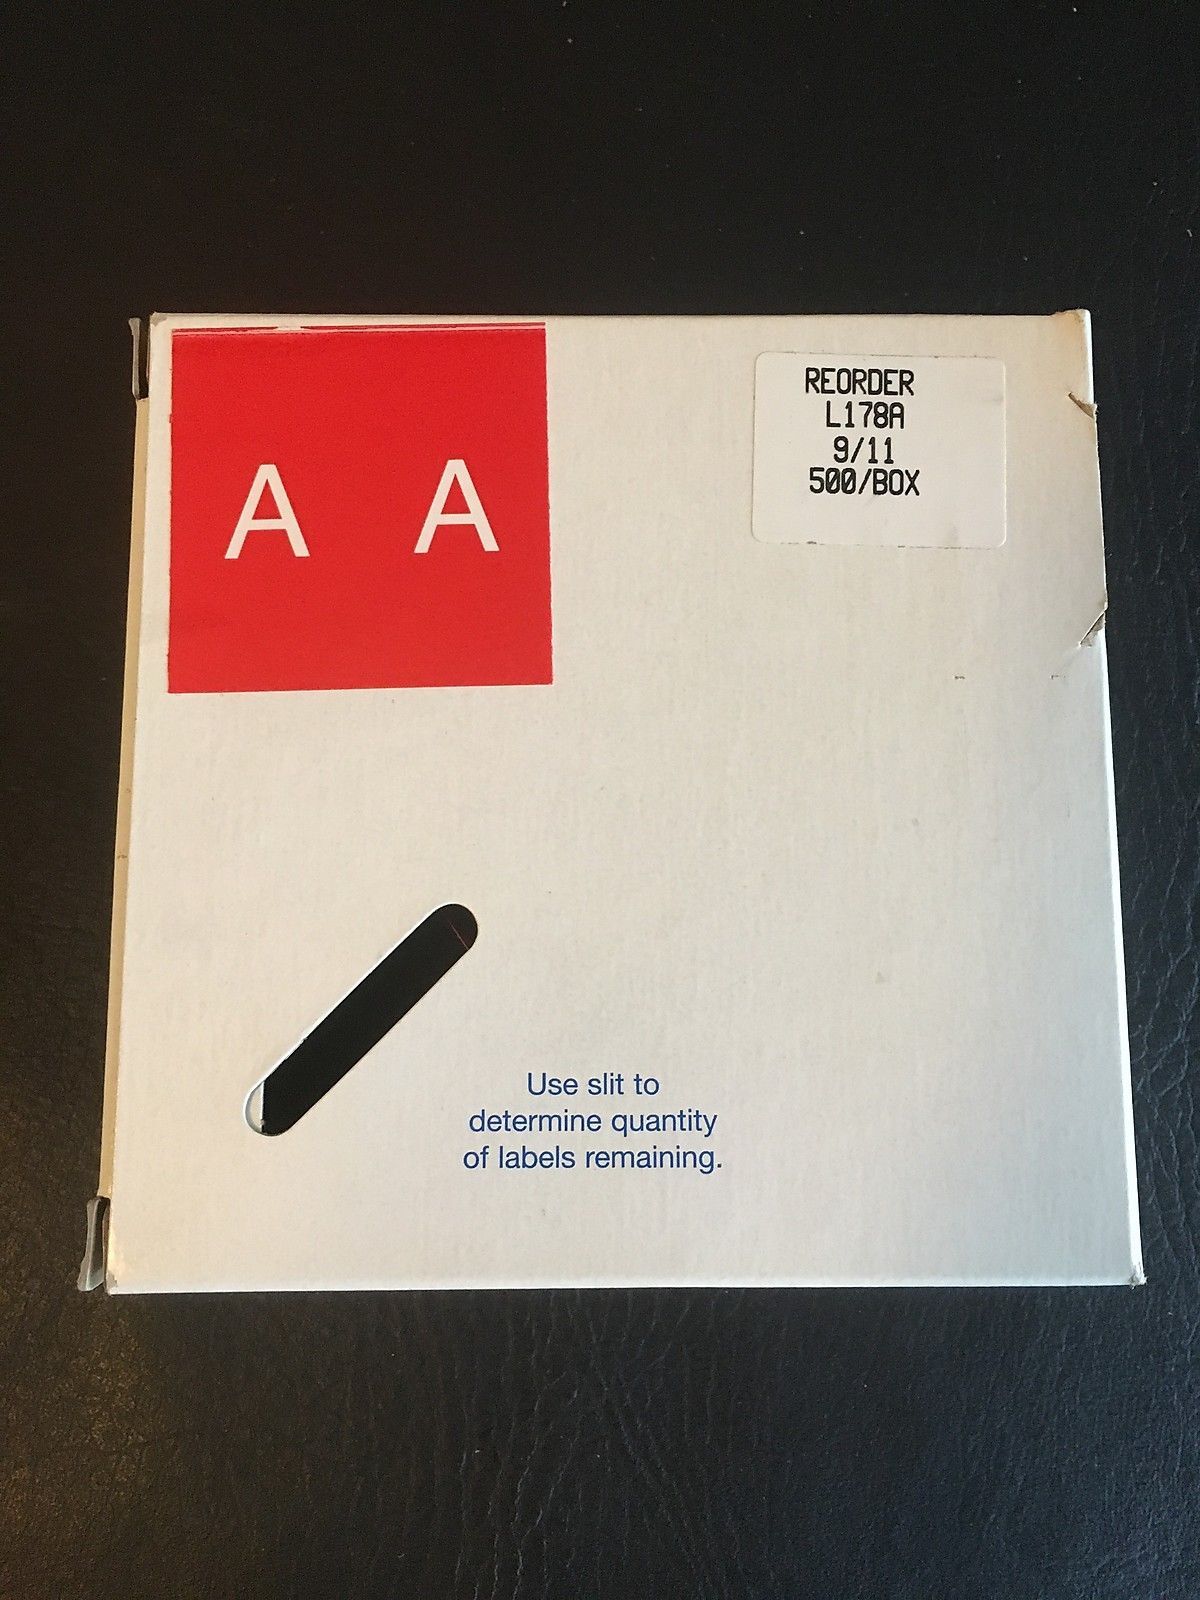 A A
REORDER
L178A
9/11
500/BOX
Use slit to
determine quantity
of labels remaining.